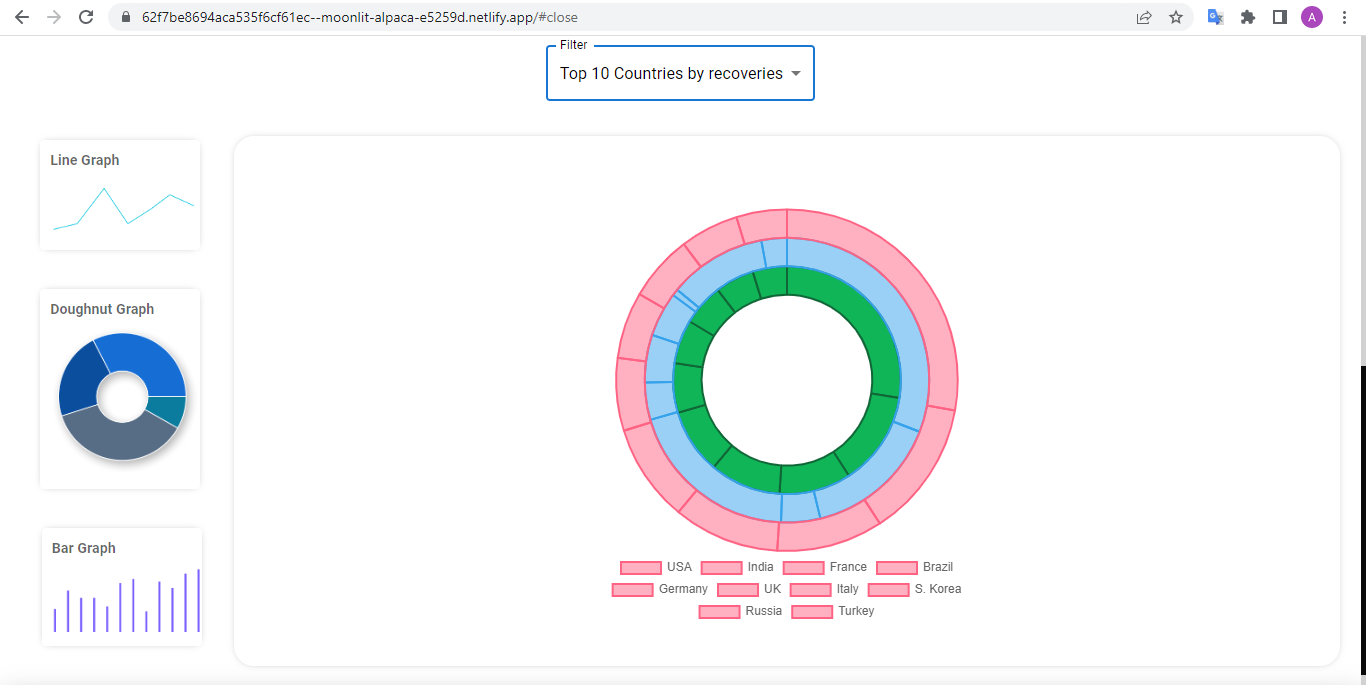 62f7be8694aca535f6cf61ec--moonlit-alpaca-e5259d.netlify.app/#close
A
Filter
Top 10 Countries by recoveries
Line Graph
Doughnut Graph
Bar Graph
USA India France Brazil
Germany UK Italy S. Korea
Russia Turkey